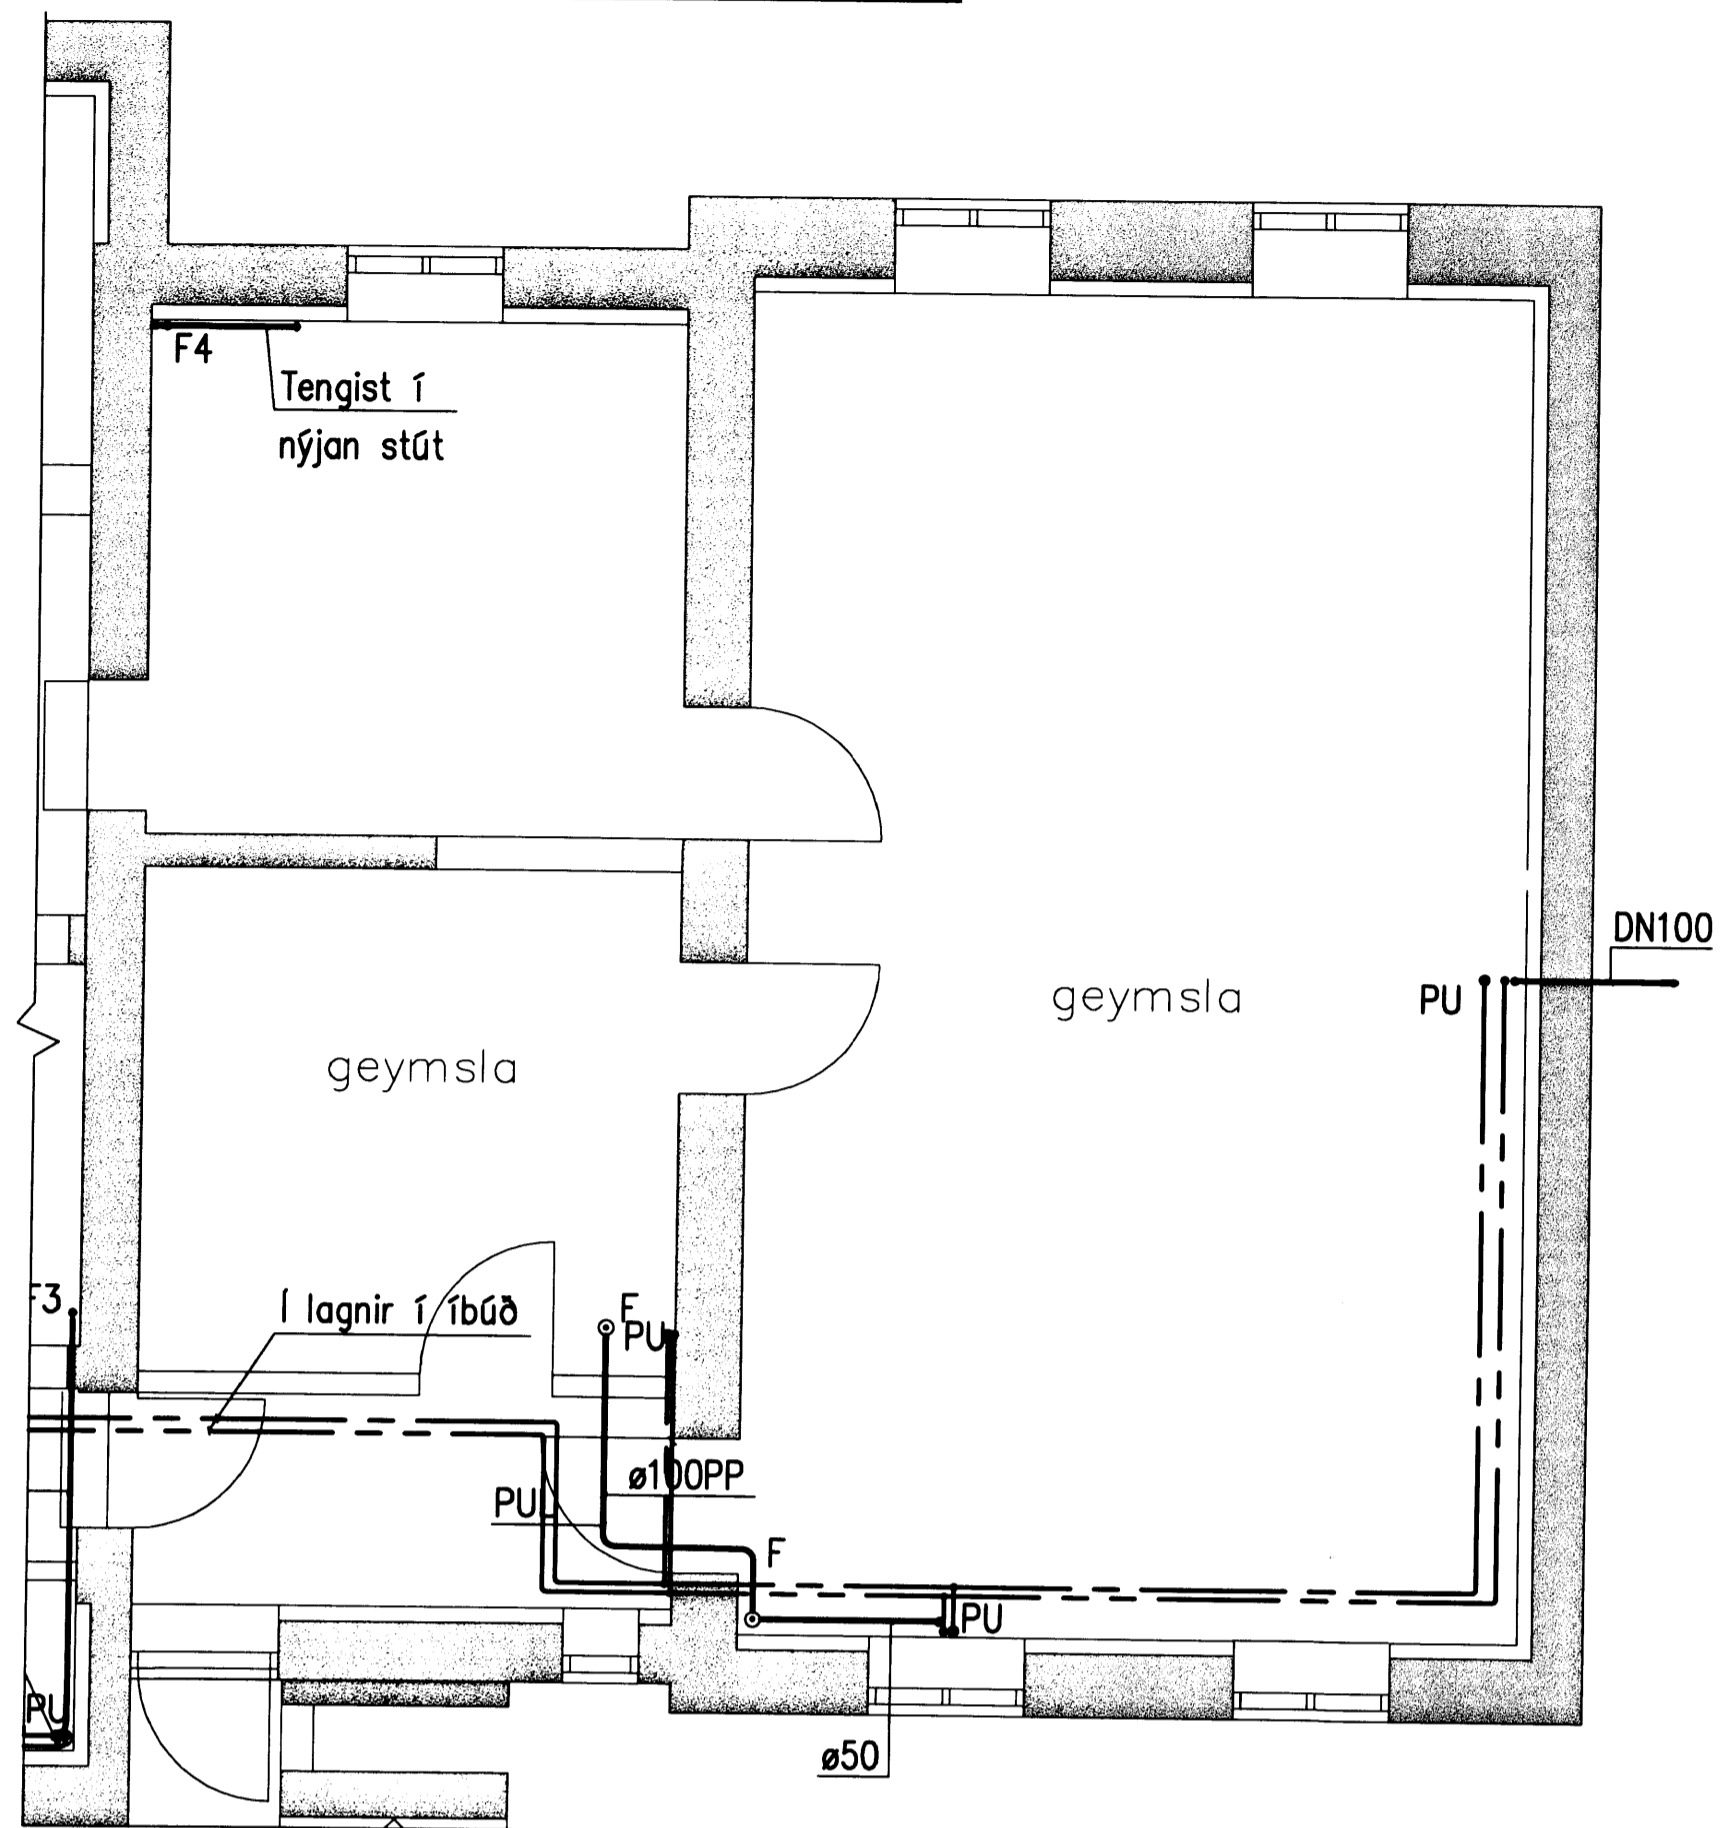 F4
Tengist í
nýjan stút
DN100
PU
geymsla
geymsla
F3
Í lagnir í íbúð
F
PU
ø100PP
PU
F
PU
PU
ø50